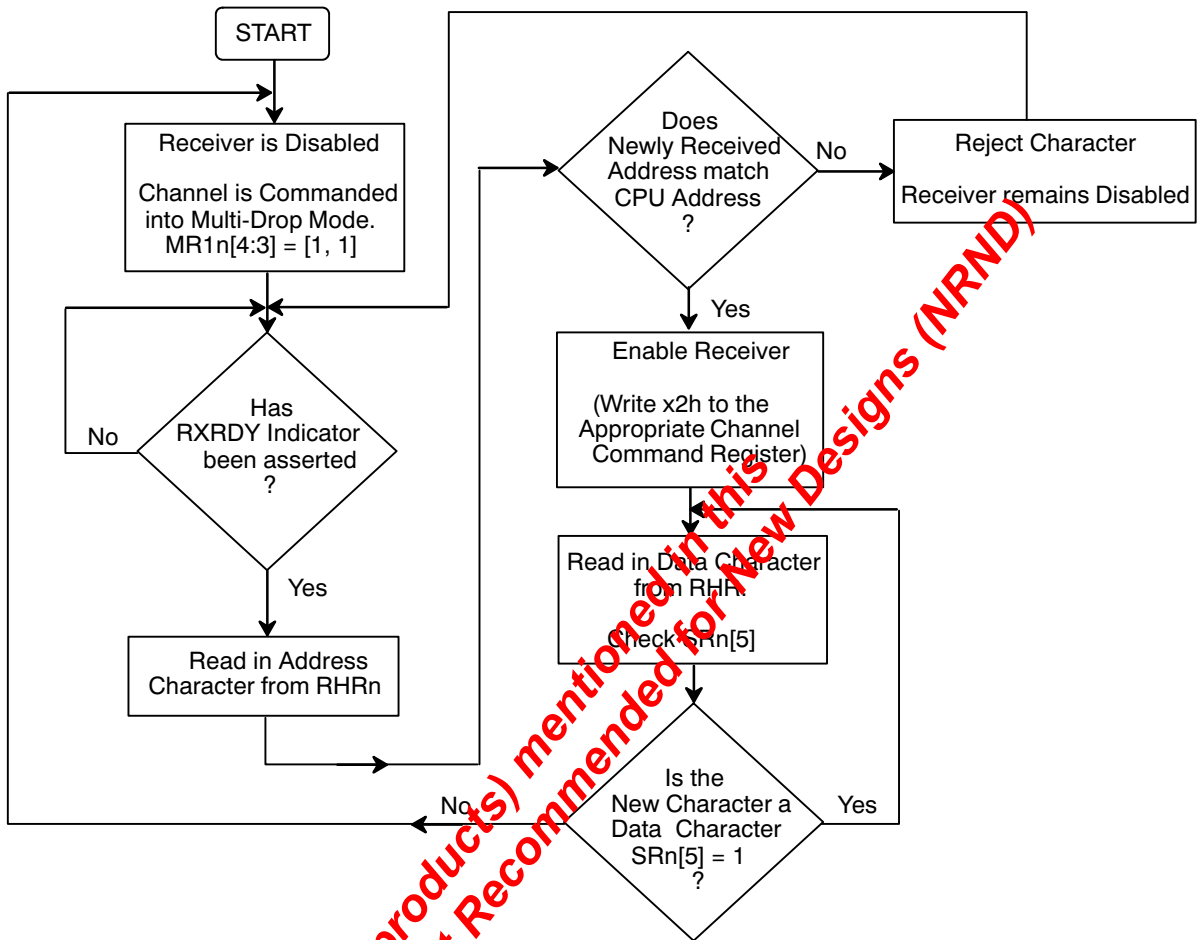 START
Receiver is Disabled
Channel is Commanded
into Multi-Drop Mode.
MR1n[4:3] = [1, 1]
Has
RXRDY Indicator
been asserted
?
No
Yes
Read in Address
Character from RHRn
Does
Newly Received
Address match
CPU Address
?
No
Reject Character
Receiver remains Disabled
Yes
Enable Receiver
(Write x2h to the
Appropriate Channel
Command Register)
Read in Data Character
from RHR.
Check SRn[5]
Is the
New Character a
Data Character
SRn[5] = 1
?
Yes
No
products) mentioned in this
Recommended for New Designs (NRND)